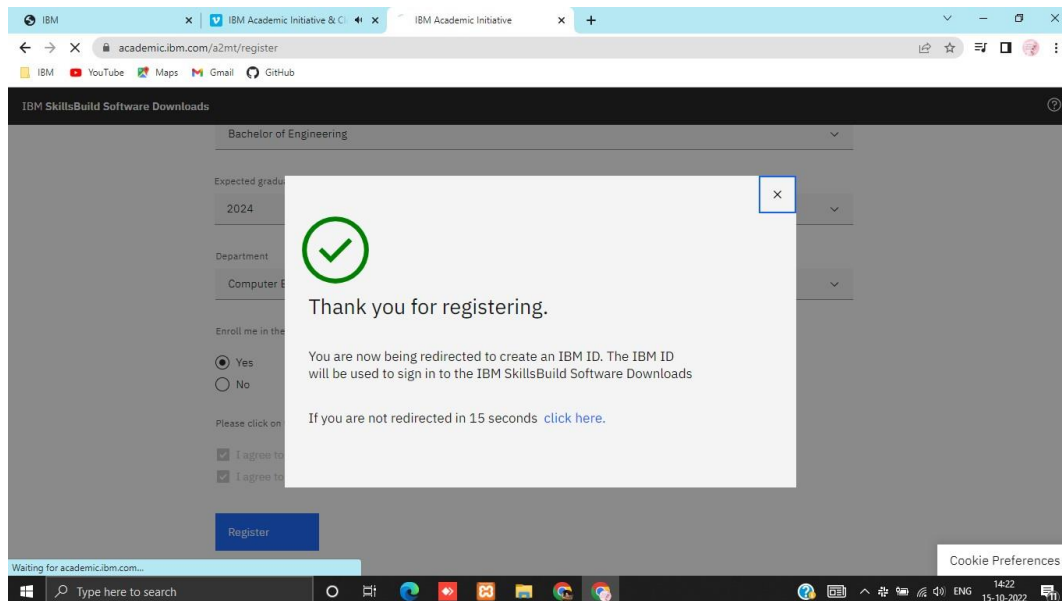 IBM
IBM Academic Initiative & Cl
IBM Academic Initiative
academic.ibm.com/a2mt/register
IBM
YouTube
Maps
Gmail
GitHub
IBM SkillsBuild Software Downloads
Bachelor of Engineering
Expected gradu
2024
Department
Computer E
Enroll me in the
Yes
No
Please click on
I agree to
I agree to
Register
Thank you for registering.
You are now being redirected to create an IBM ID. The IBM ID
will be used to sign in to the IBM SkillsBuild Software Downloads
If you are not redirected in 15 seconds click here.
Cookie Preferences
Waiting for academic.ibm.com...
Type here to search
ENG
14:22
15-10-2022